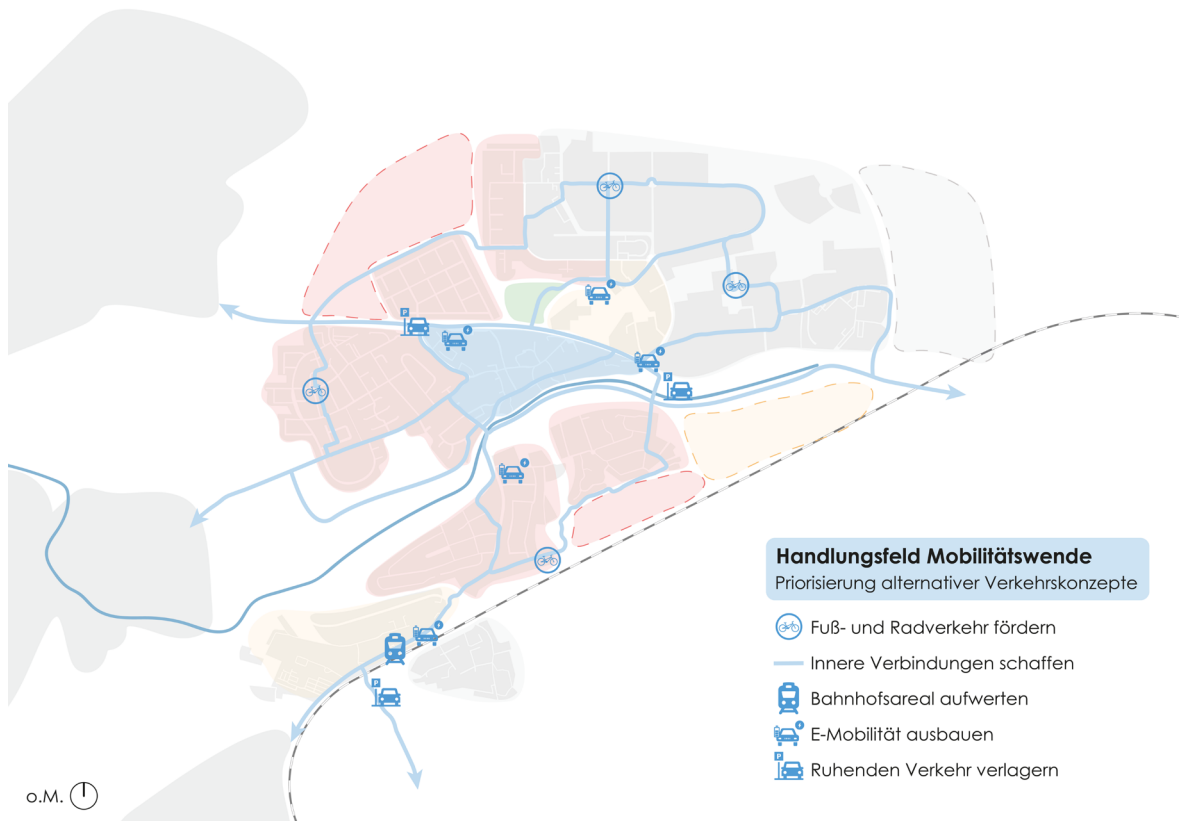 Handlungsfeld Mobilitätswende
Priorisierung alternativer Verkehrskonzepte
Fuß- und Radverkehr fördern
Innere Verbindungen schaffen
Bahnhofsareal aufwerten
E-Mobilität ausbauen
P Ruhenden Verkehr verlagern
o.M.
P
P
P